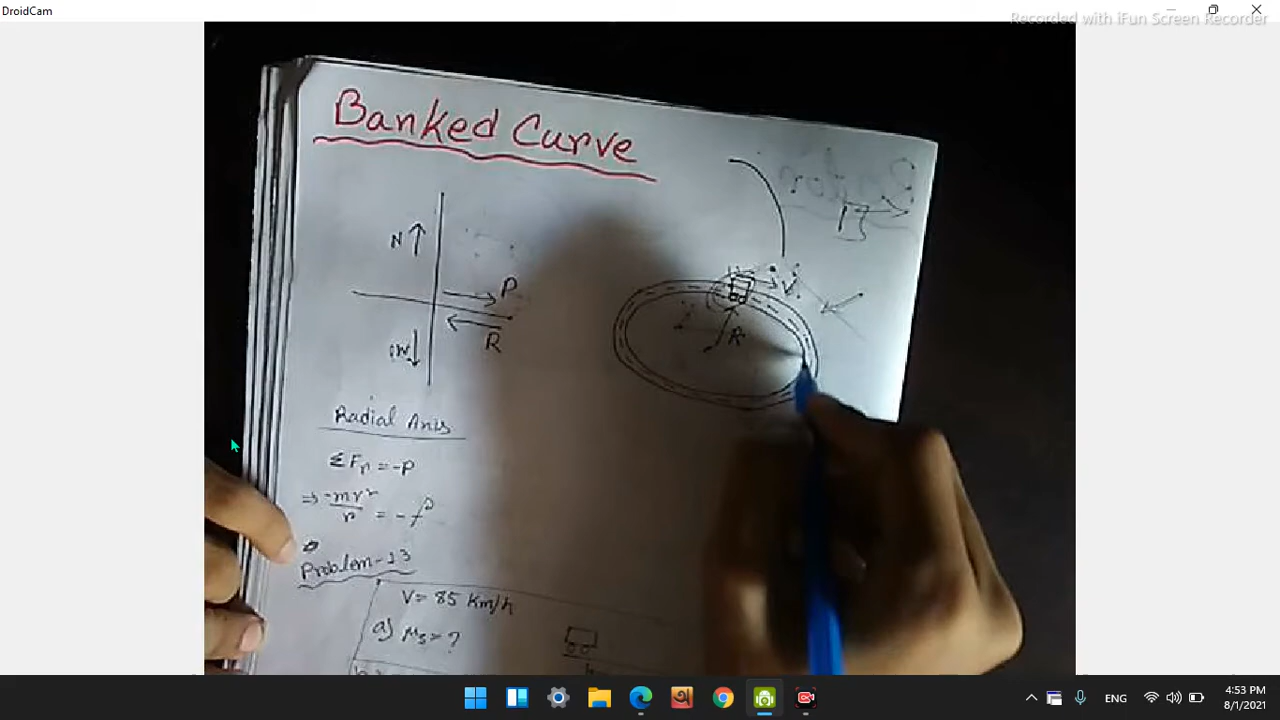 DroidCam
Recorded with iFun Screen Recorder
Banked Curve
N
P
R
V
R
Radial Axis
ΣFr = -P
⇒ -mv²/r = -f
Problem-13
V = 85 Km/h
a) μs = ?
ENG
4:53 PM
8/1/2021